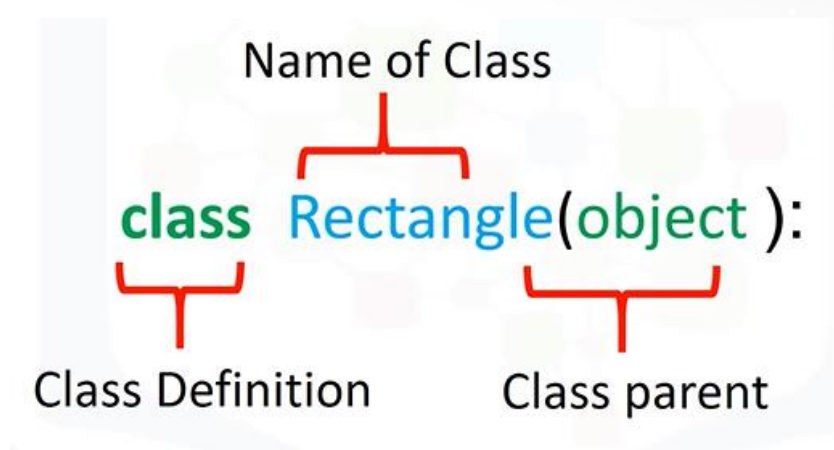 Name of Class
class Rectangle(object ):
Class Definition
Class parent